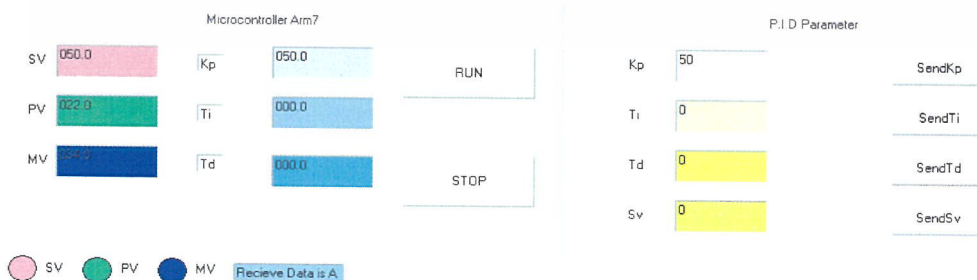 Microcontroller Arm7
SV 050.0 Kp 050.0 RUN
PV 022.0 Ti 000.0
MV Td 000.0 STOP
SV PV MV Recieve Data is A
P.I.D Parameter
Kp 50 SendKp
Ti 0 SendTi
Td 0 SendTd
Sv 0 SendSv